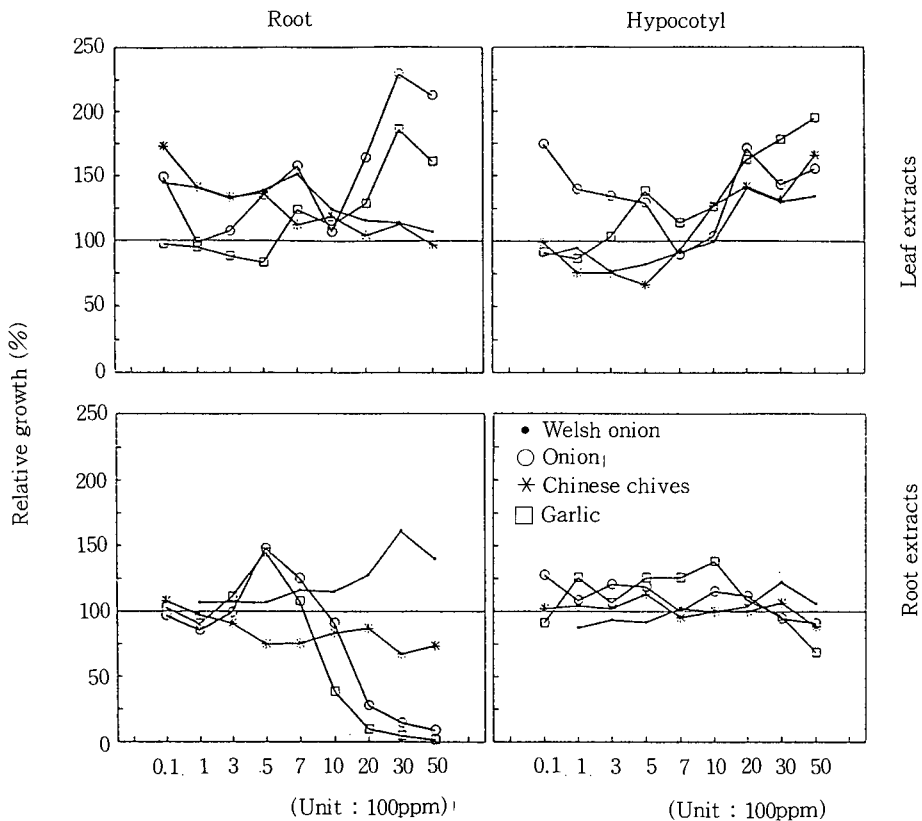 Root Hypocotyl
250
200
150
100
50
0
Leaf extracts
Relative growth (%)
250
200
150
100
50
0
Welsh onion
Onion
Chinese chives
Garlic
Root extracts
0.1 1 3 .5 7 10 20 30 50
0.1 1 3 5 7 10 20 30 50
(Unit : 100ppm) (Unit : 100ppm)